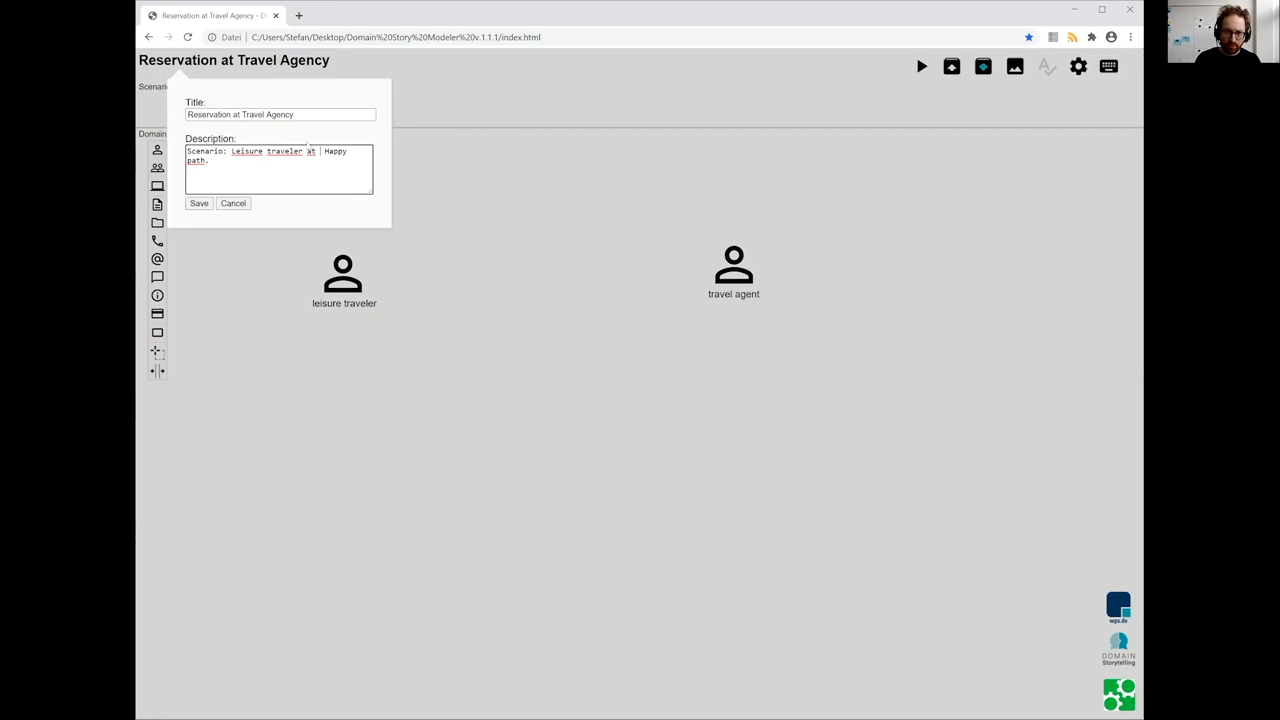 Reservation at Travel Agency - D
Datei
C:/Users/Stefan/Desktop/Domain%20Story%20Modeler%20v.1.1.1/index.html
Reservation at Travel Agency
Scenari
Title:
Reservation at Travel Agency
Description:
Scenario: Leisure traveler at Happy
path.
Save Cancel
Domain
leisure traveler
travel agent
wps.de
DOMAIN
Storytelling